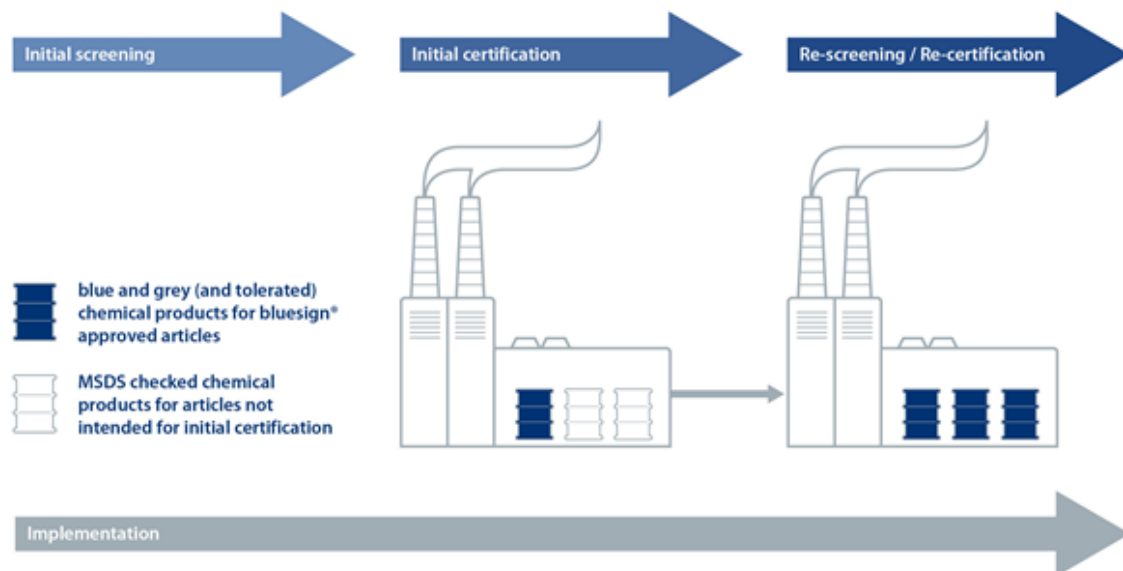 Initial screening
Initial certification
Re-screening / Re-certification
blue and grey (and tolerated)
chemical products for bluesign®
approved articles
MSDS checked chemical
products for articles not
intended for initial certification
Implementation